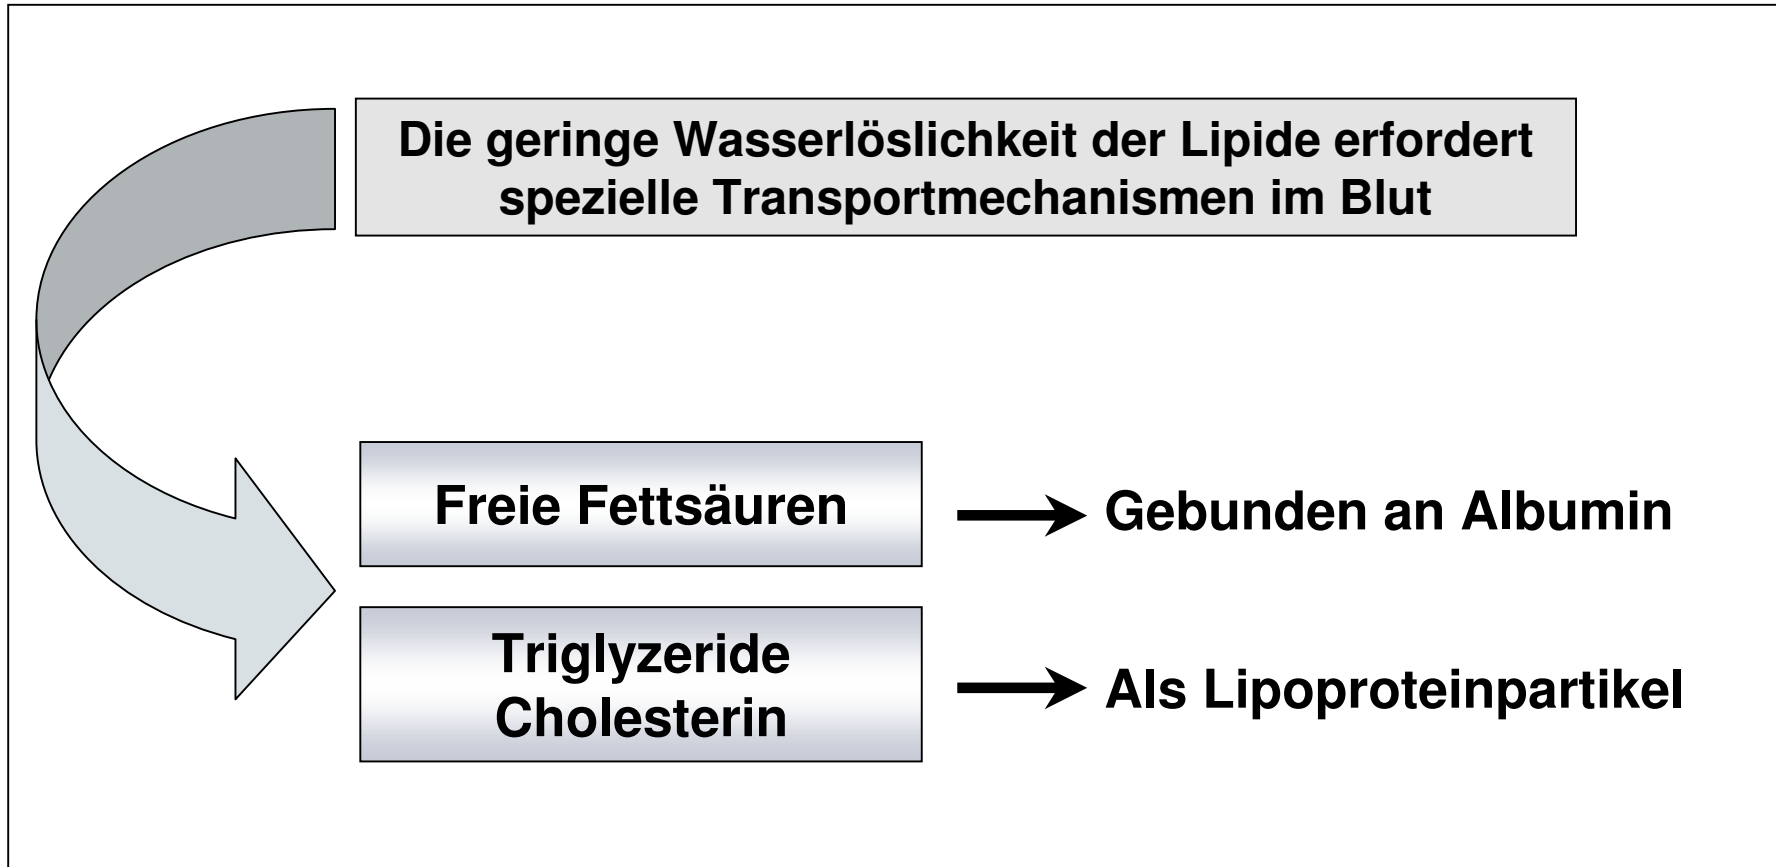 Die geringe Wasserlöslichkeit der Lipide erfordert
spezielle Transportmechanismen im Blut
Freie Fettsäuren
Gebunden an Albumin
Triglyzeride
Cholesterin
Als Lipoproteinpartikel